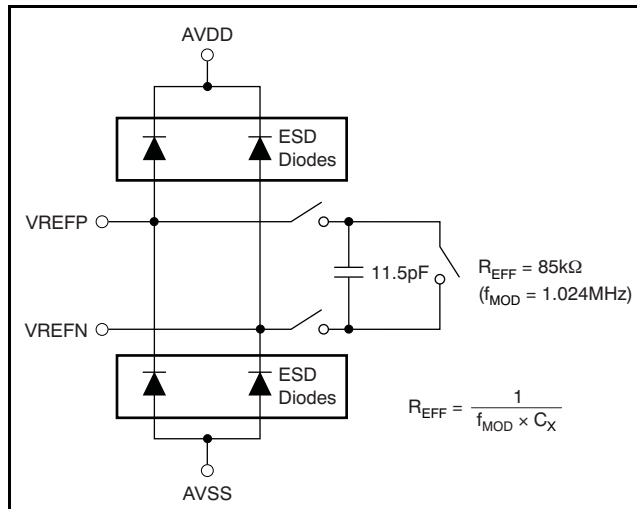 AVDD
ESD
Diodes
VREFP
11.5pF
R_EFF = 85kΩ
(f_MOD = 1.024MHz)
VREFN
ESD
Diodes
R_EFF = 1 / (f_MOD × C_X)
AVSS